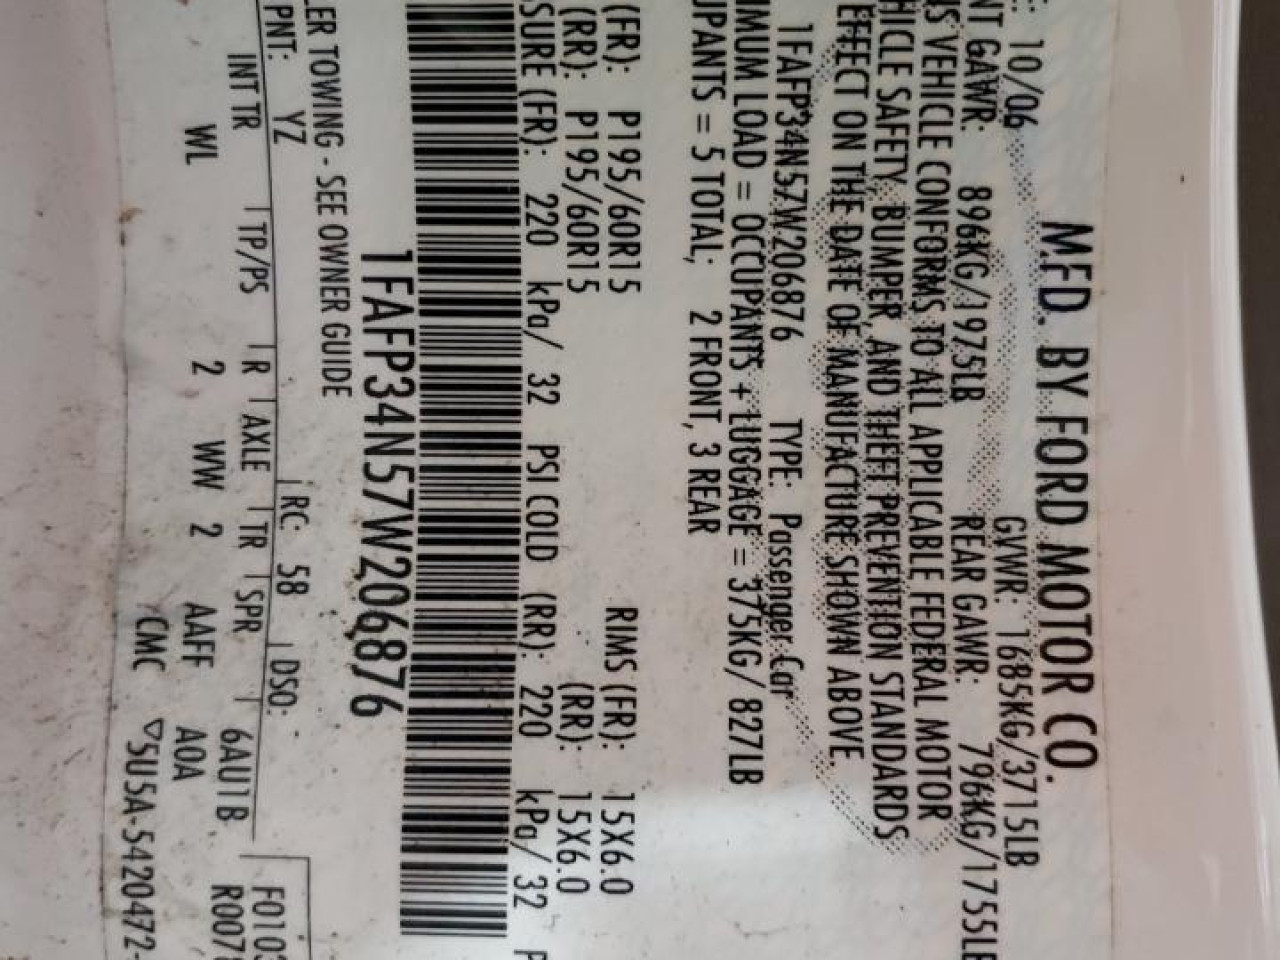 MFD. BY FORD MOTOR CO.
: 10/06 GVWR: 1685KG/3715LB
NT GAWR: 896KG/1975LB REAR GAWR: 796KG/1755LB
S VEHICLE CONFORMS TO ALL APPLICABLE FEDERAL MOTOR
HICLE SAFETY, BUMPER, AND THEFT PREVENTION STANDARDS
EFFECT ON THE DATE OF MANUFACTURE SHOWN ABOVE.
1FAFP34N57W206876 TYPE: Passenger Car
IMUM LOAD = OCCUPANTS + LUGGAGE = 375KG/ 827LB
UPANTS = 5 TOTAL; 2 FRONT, 3 REAR
(FR): P195/60R15 RIMS (FR): 15X6.0
(RR): P195/60R15 (RR): 15X6.0
SURE (FR): 220 kPa/ 32 PSI COLD (RR): 220 kPa/ 32 P
1FAFP34N57W206876
LER TOWING - SEE OWNER GUIDE
PNT: YZ RC: 58 DSO:
INT TR TP/PS R AXLE TR SPR 6AU1B F0103
WL 2 WW 2 AAFF A0A R007
CMC ▽5U5A-5420472-